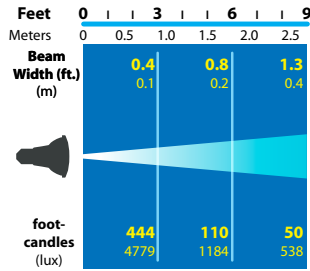 Feet 0 3 6 9
Meters 0 0.5 1.0 1.5 2.0 2.5
Beam 0.4 0.8 1.3
Width (ft.)
(m) 0.1 0.2 0.4
foot- 444 110 50
candles
(lux) 4779 1184 538